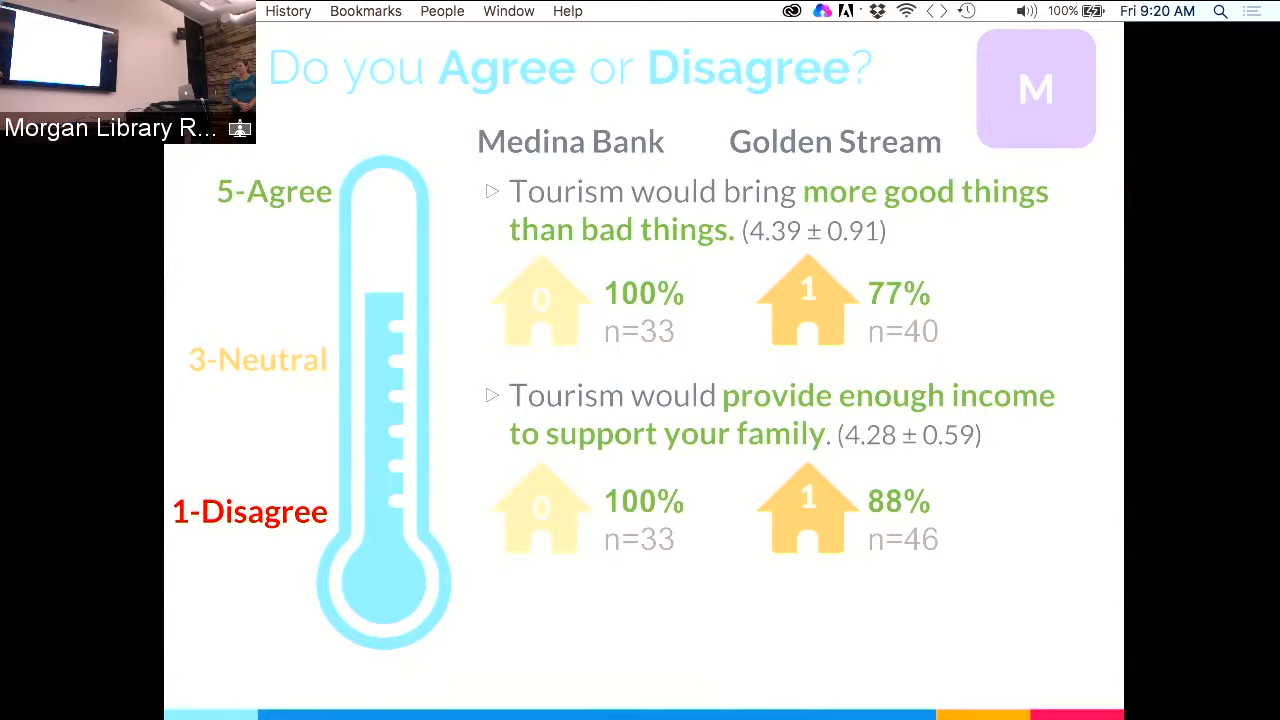 History Bookmarks People Window Help 100% Fri 9:20 AM
Do you Agree or Disagree?
M
Morgan Library R...
Medina Bank Golden Stream
5-Agree
3-Neutral
1-Disagree
▷ Tourism would bring more good things
than bad things. (4.39 ± 0.91)
0 100% 1 77%
n=33 n=40
▷ Tourism would provide enough income
to support your family. (4.28 ± 0.59)
0 100% 1 88%
n=33 n=46